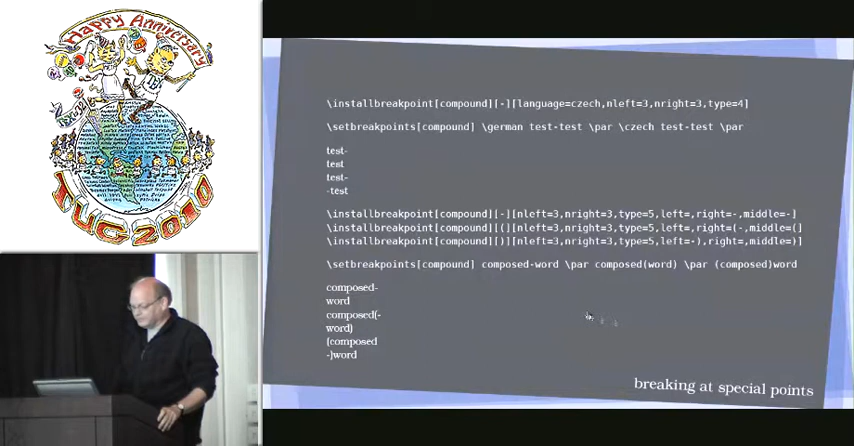 Happy Anniversary
TUG 2010
\installbreakpoint[compound][-][language=czech,nleft=3,nright=3,type=4]
\setbreakpoints[compound] \german test-test \par \czech test-test \par
test-
test
test-
-test
\installbreakpoint[compound][-][nleft=3,nright=3,type=5,left=,right=-,middle=-]
\installbreakpoint[compound][(][nleft=3,nright=3,type=5,left=,right=(-,middle=(]
\installbreakpoint[compound][)][nleft=3,nright=3,type=5,left=-),right=,middle=)]
\setbreakpoints[compound] composed-word \par composed(word) \par (composed)word
composed-
word
composed(-
word)
(composed
-)word
breaking at special points